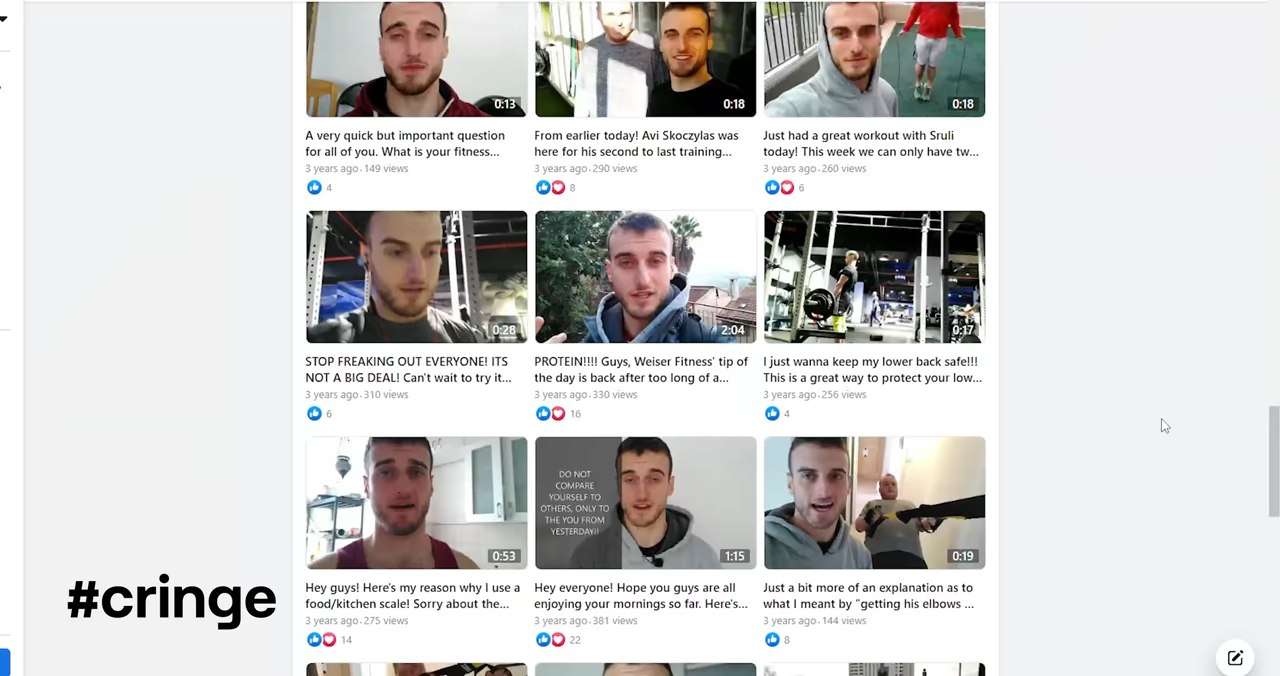 0:13
0:18
0:18
A very quick but important question
for all of you. What is your fitness...
3 years ago · 149 views
4
From earlier today! Avi Skoczylas was
here for his second to last training...
3 years ago · 290 views
8
Just had a great workout with Sruli
today! This week we can only have tw...
3 years ago · 260 views
6
0:28
2:04
0:17
STOP FREAKING OUT EVERYONE! ITS
NOT A BIG DEAL! Can't wait to try it...
3 years ago · 310 views
6
PROTEIN!!!! Guys, Weiser Fitness' tip of
the day is back after too long of a...
3 years ago · 330 views
16
I just wanna keep my lower back safe!!!
This is a great way to protect your low...
3 years ago · 256 views
4
DO NOT
COMPARE
YOURSELF TO
OTHERS, ONLY TO
THE YOU FROM
YESTERDAY!!
0:53
1:15
0:19
Hey guys! Here's my reason why I use a
food/kitchen scale! Sorry about the...
3 years ago · 275 views
14
Hey everyone! Hope you guys are all
enjoying your mornings so far. Here's...
3 years ago · 381 views
22
Just a bit more of an explanation as to
what I meant by "getting his elbows ...
3 years ago · 144 views
8
#cringe